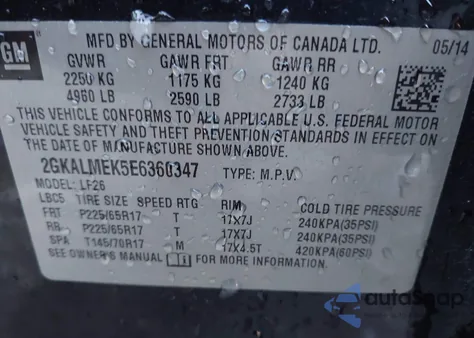 GM
MFD BY GENERAL MOTORS OF CANADA LTD. 05/14
GVWR GAWR FRT GAWR RR
2250 KG 1175 KG 1240 KG
4960 LB 2590 LB 2733 LB
THIS VEHICLE CONFORMS TO ALL APPLICABLE U.S. FEDERAL MOTOR
VEHICLE SAFETY AND THEFT PREVENTION STANDARDS IN EFFECT ON
THE DATE OF MANUFACTURE SHOWN ABOVE.
2GKALMEK5E6360347 TYPE: M.P.V.
MODEL: LF26
LBC5 TIRE SIZE SPEED RTG RIM COLD TIRE PRESSURE
FRT P225/65R17 T 17X7J 240KPA(35PSI)
RR P225/65R17 T 17X7J 240KPA(35PSI)
SPA T145/70R17 M 17X4.5T 420KPA(60PSI)
SEE OWNER'S MANUAL FOR ADDITIONAL INFORMATION.
autoSnap